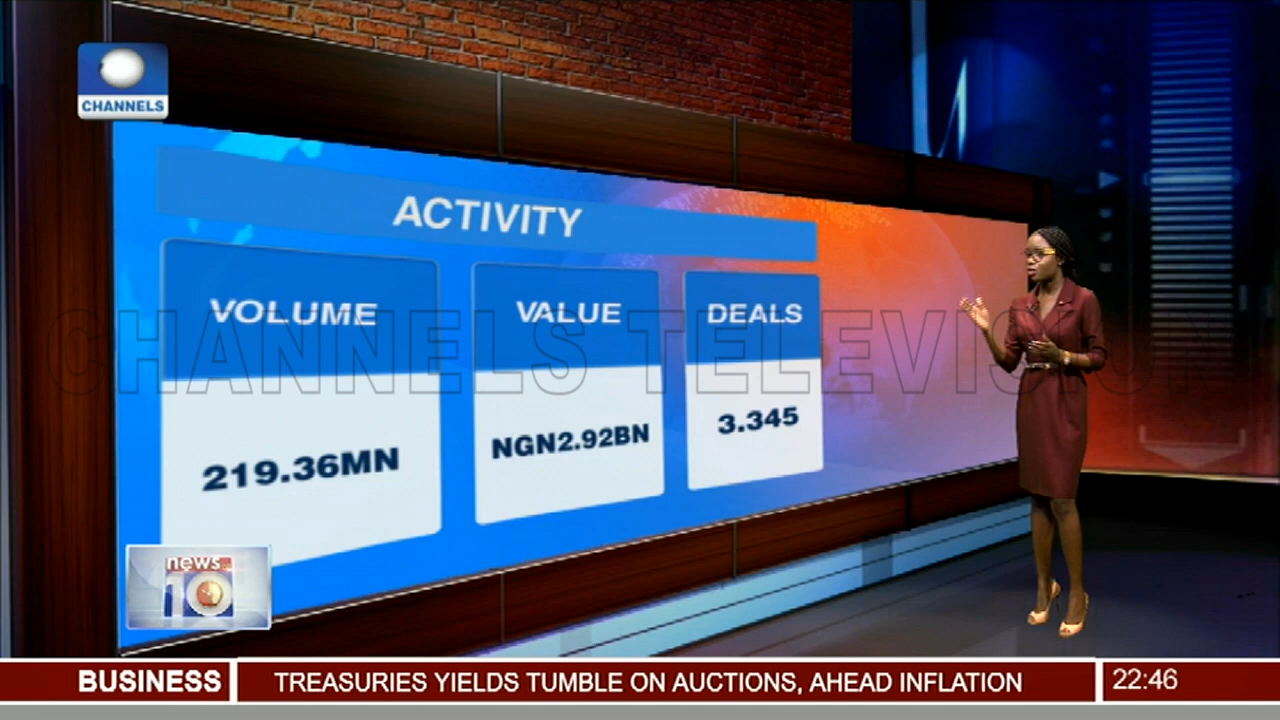 CHANNELS
ACTIVITY
VOLUME
VALUE
DEALS
219.36MN
NGN2.92BN
3.345
CHANNELS TELEVISION
news
10
BUSINESS
TREASURIES YIELDS TUMBLE ON AUCTIONS, AHEAD INFLATION
22:46